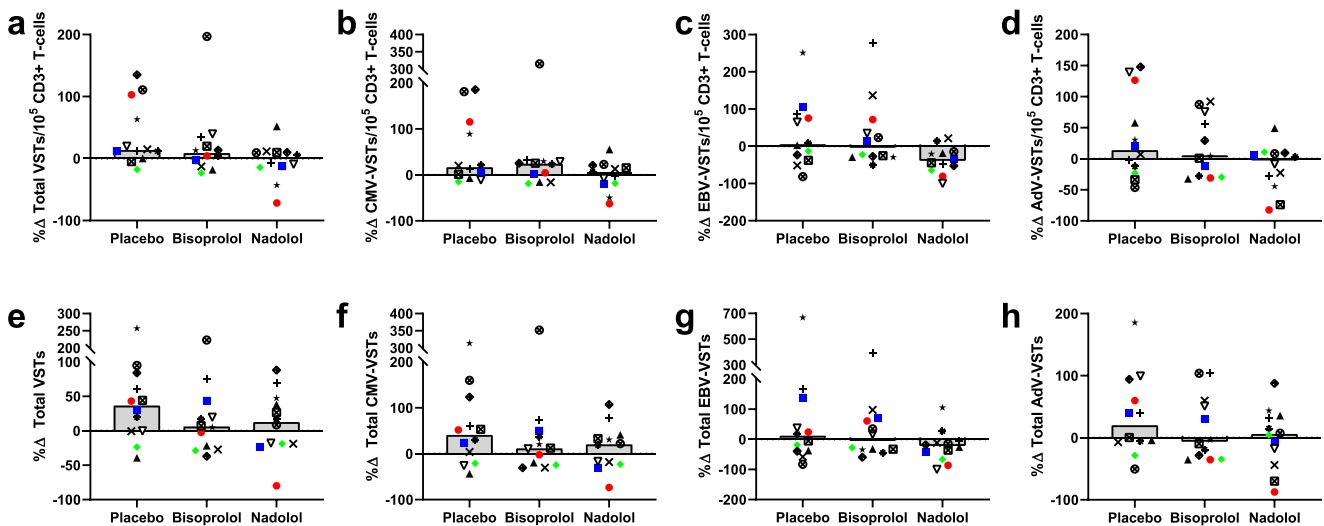 a
%Δ Total VSTs/10⁵ CD3+ T-cells
200
100
0
-100
Placebo Bisoprolol Nadolol
b
%Δ CMV-VSTs/10⁵ CD3+ T-cells
400
300
200
100
0
-100
Placebo Bisoprolol Nadolol
c
%Δ EBV-VSTs/10⁵ CD3+ T-cells
300
200
100
0
-100
-200
Placebo Bisoprolol Nadolol
d
%Δ AdV-VSTs/10⁵ CD3+ T-cells
200
150
100
50
0
-50
-100
Placebo Bisoprolol Nadolol
e
%Δ Total VSTs
300
250
200
100
50
0
-50
-100
Placebo Bisoprolol Nadolol
f
%Δ Total CMV-VSTs
400
350
300
200
100
0
-100
Placebo Bisoprolol Nadolol
g
%Δ Total EBV-VSTs
700
500
300
200
100
0
-100
-200
Placebo Bisoprolol Nadolol
h
%Δ Total AdV-VSTs
200
100
0
-100
Placebo Bisoprolol Nadolol